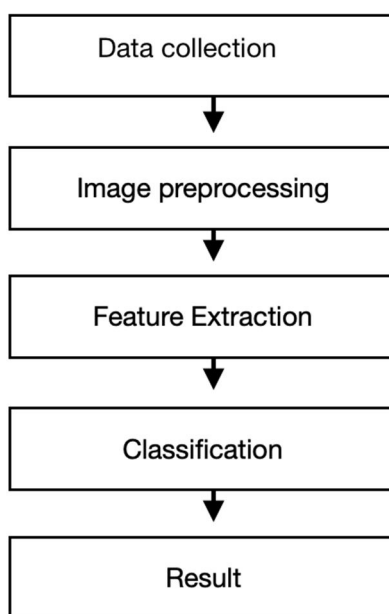 Data collection
Image preprocessing
Feature Extraction
Classification
Result